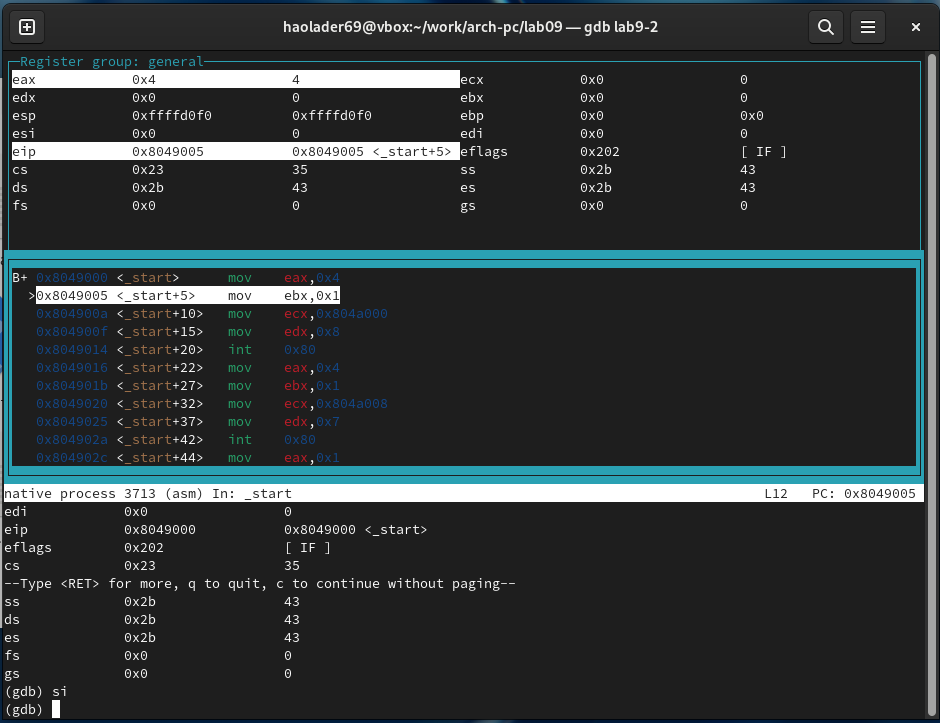 haolader69@vbox:~/work/arch-pc/lab09 — gdb lab9-2
Register group: general
eax 0x4 4 ecx 0x0 0
edx 0x0 0 ebx 0x0 0
esp 0xffffd0f0 0xffffd0f0 ebp 0x0 0x0
esi 0x0 0 edi 0x0 0
eip 0x8049005 0x8049005 <_start+5> eflags 0x202 [ IF ]
cs 0x23 35 ss 0x2b 43
ds 0x2b 43 es 0x2b 43
fs 0x0 0 gs 0x0 0
B+ 0x8049000 <_start> mov eax,0x4
>0x8049005 <_start+5> mov ebx,0x1
0x804900a <_start+10> mov ecx,0x804a000
0x804900f <_start+15> mov edx,0x8
0x8049014 <_start+20> int 0x80
0x8049016 <_start+22> mov eax,0x4
0x804901b <_start+27> mov ebx,0x1
0x8049020 <_start+32> mov ecx,0x804a008
0x8049025 <_start+37> mov edx,0x7
0x804902a <_start+42> int 0x80
0x804902c <_start+44> mov eax,0x1
native process 3713 (asm) In: _start L12 PC: 0x8049005
edi 0x0 0
eip 0x8049000 0x8049000 <_start>
eflags 0x202 [ IF ]
cs 0x23 35
--Type <RET> for more, q to quit, c to continue without paging--
ss 0x2b 43
ds 0x2b 43
es 0x2b 43
fs 0x0 0
gs 0x0 0
(gdb) si
(gdb)